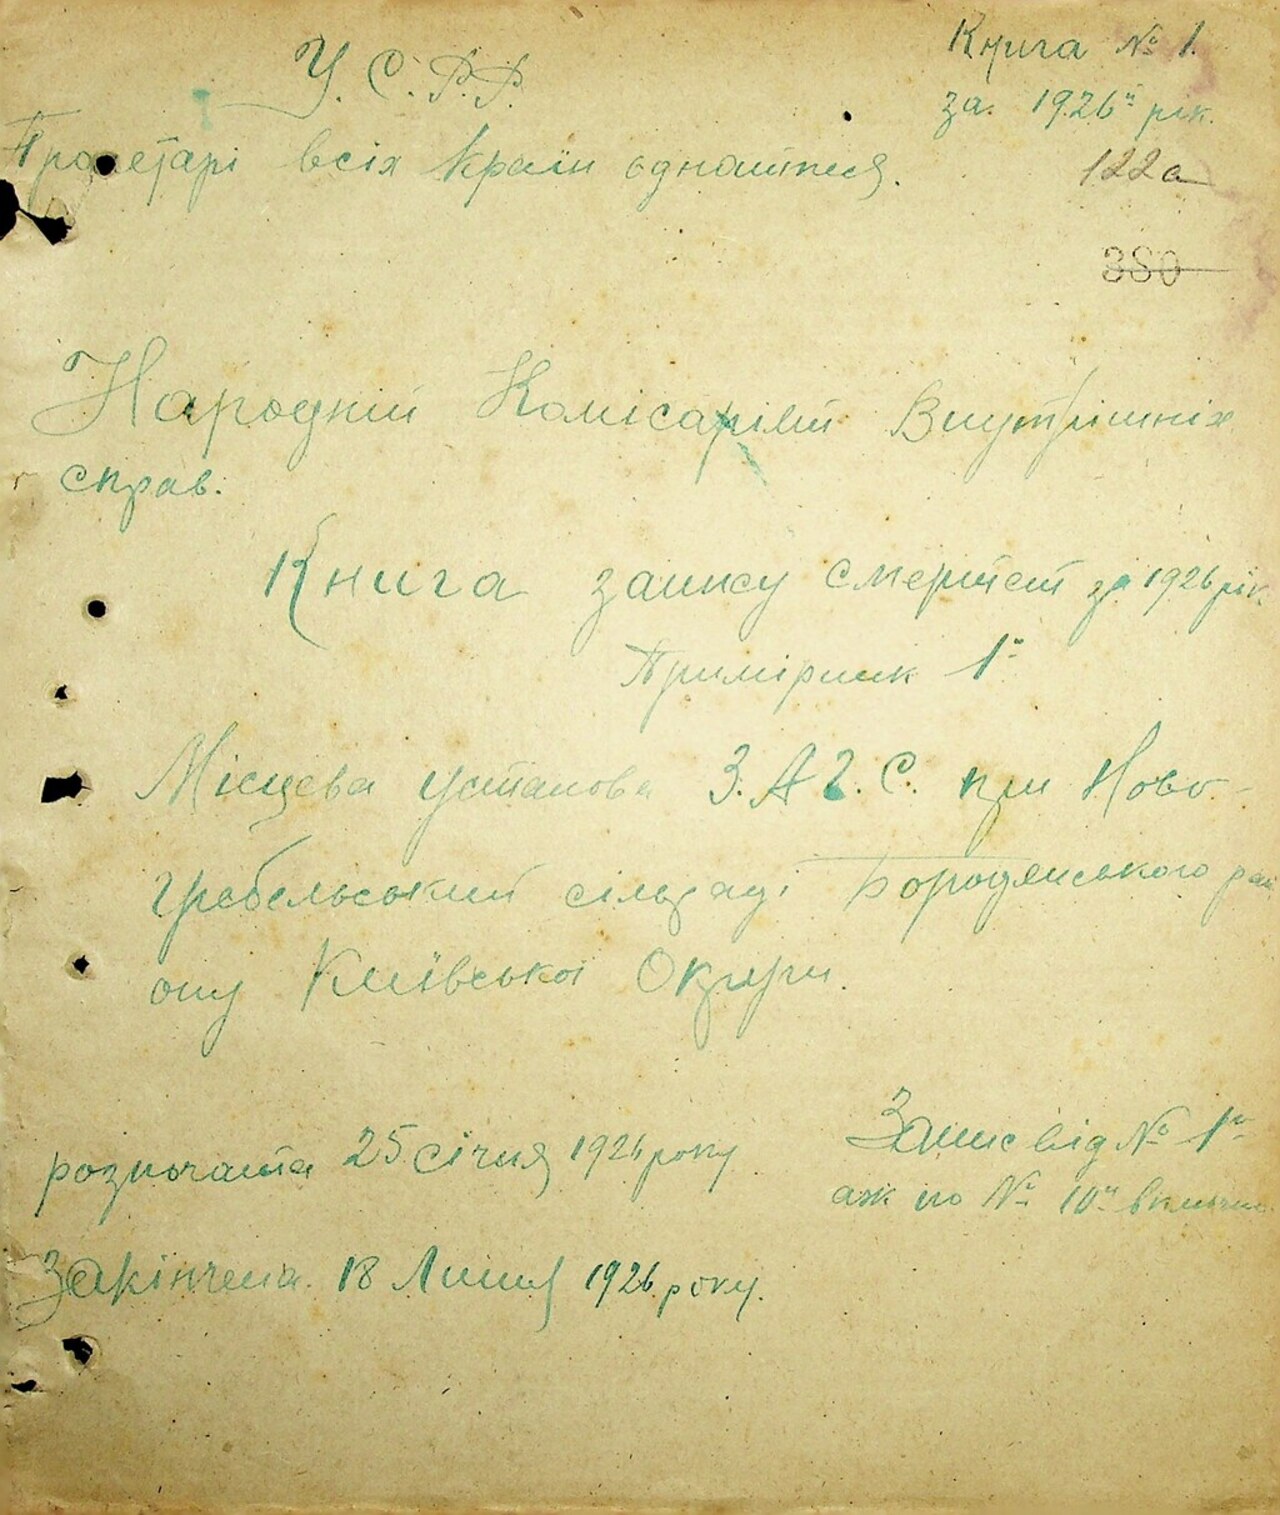 Книга № 1.
за. 1926й рік.
У.С.Р.Р.
Пролетарі всіх країн єднайтеся.
122а
380
Народній Комісаріят Внутрішніх
справ.
Книга запису смертей за 1926 рік
Примірник 1й
Місцева установа З.А.Г.С. при Ново-
гребельський сільраді Бородянського рай
ону Київської Округи.
Запис від № 1й
розпочата 25 січня 1926 року
аж по № 10й включно
Закінчена. 18 Липня 1926 року.